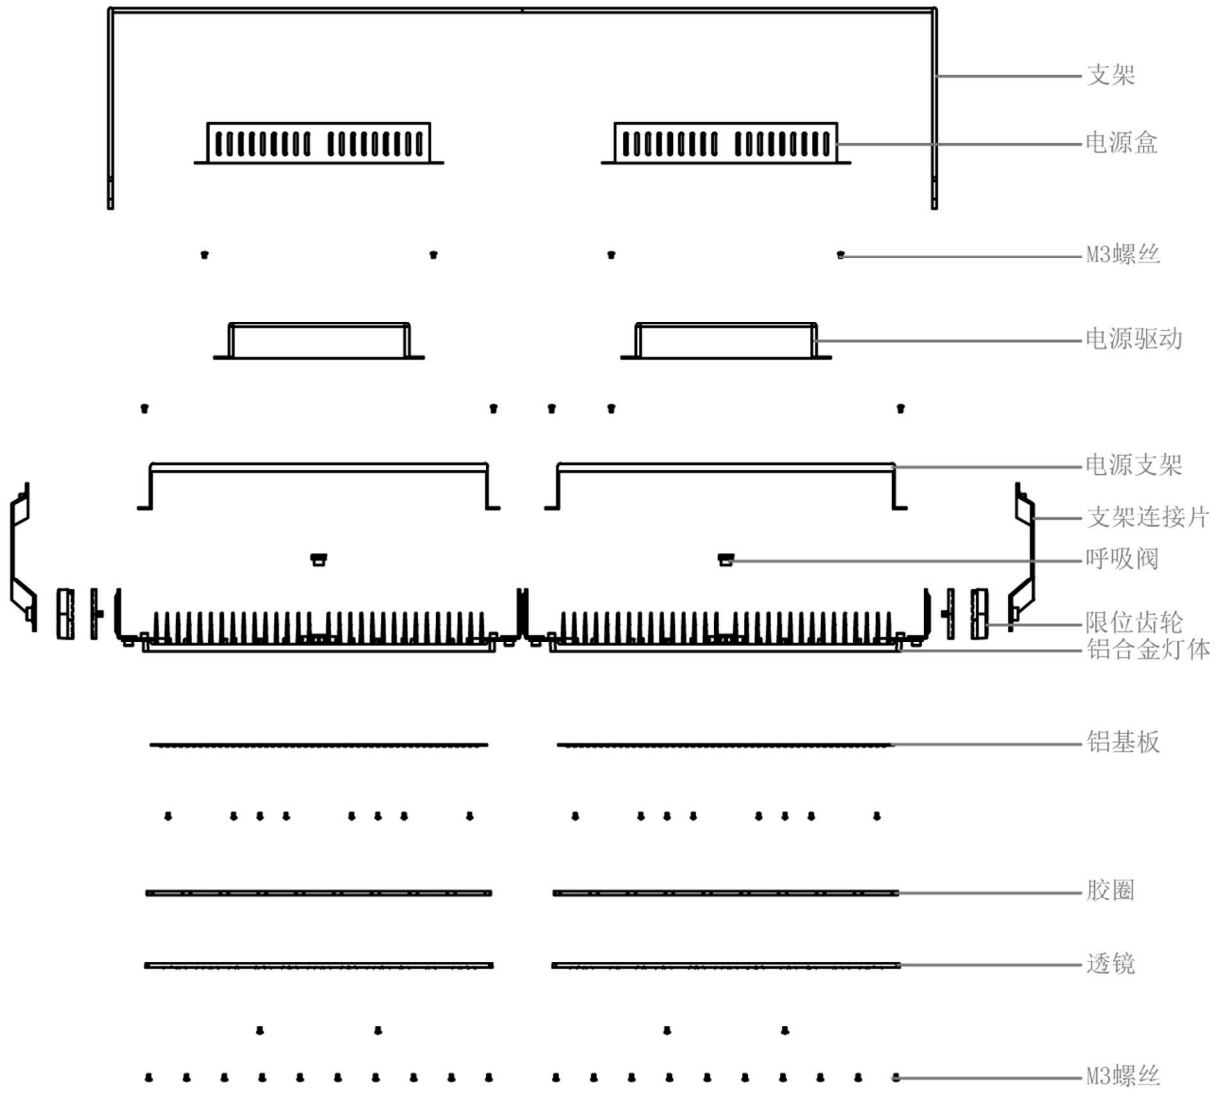 支架
电源盒
M3螺丝
电源驱动
电源支架
支架连接片
呼吸阀
限位齿轮
铝合金灯体
铝基板
胶圈
透镜
M3螺丝